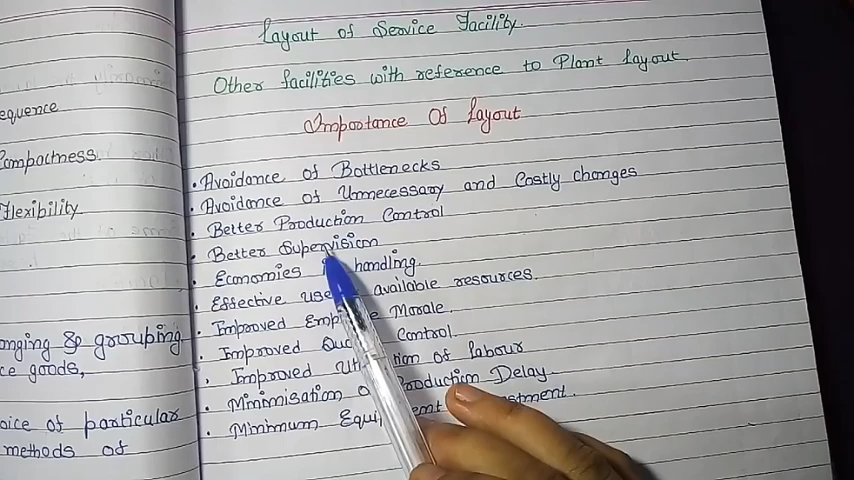 equence
Compactness.
Flexibility
onging & grouping.
ce goods,
oice of particular
methods of
Layout of Service Facility.
Other facilities with reference to Plant layout.
Importance Of Layout
• Avoidance of Bottlenecks
• Avoidance of Unnecessary and Costly changes
• Better Production Control
• Better Supervision
• Economies handling.
• Effective use available resources.
• Improved Morale.
• Improved Control
• Improved of labour
• Minimisation Production Delay.
• Minimum